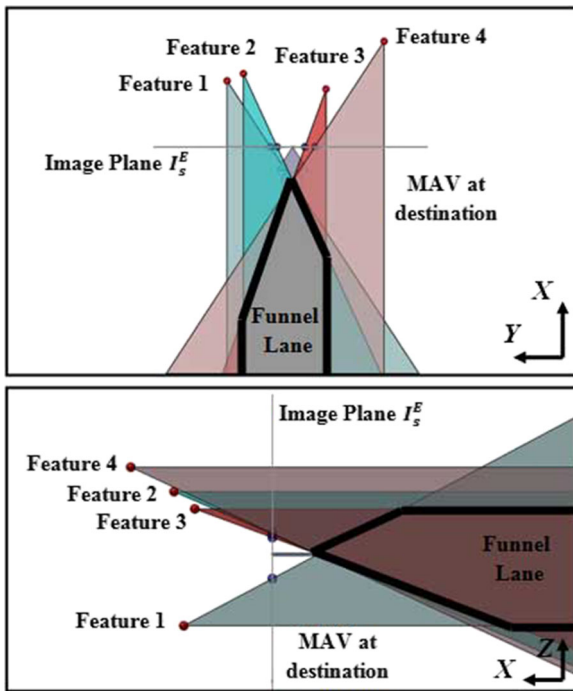 Feature 4
Feature 2
Feature 3
Feature 1
Image Plane I_s^E
MAV at
destination
Funnel
Lane
X
Y
Image Plane I_s^E
Feature 4
Feature 2
Feature 3
Funnel
Lane
Feature 1
MAV at
destination
Z
X